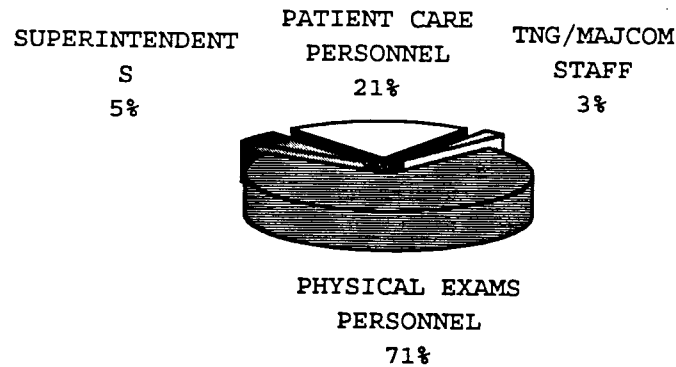 SUPERINTENDENT
S
5%
PATIENT CARE
PERSONNEL
21%
TNG/MAJCOM
STAFF
3%
PHYSICAL EXAMS
PERSONNEL
71%